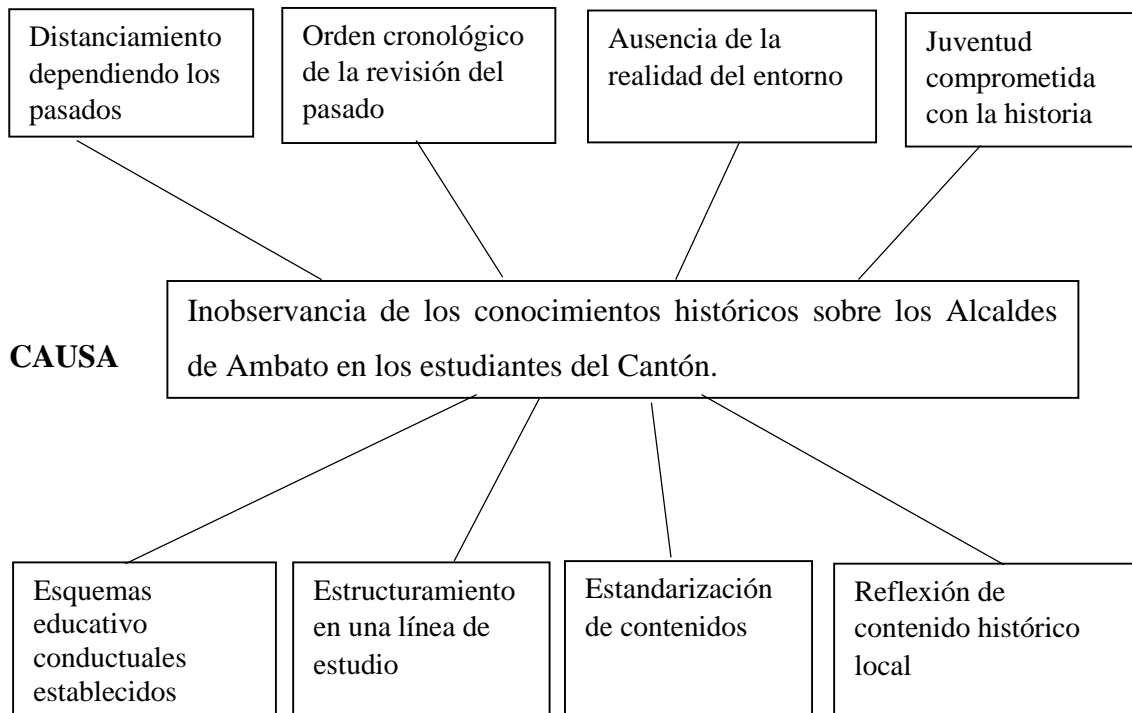 Distanciamiento
dependiendo los
pasados
Orden cronológico
de la revisión del
pasado
Ausencia de la
realidad del entorno
Juventud
comprometida
con la historia
Inobservancia de los conocimientos históricos sobre los Alcaldes
de Ambato en los estudiantes del Cantón.
CAUSA
Esquemas
educativo
conductuales
establecidos
Estructuramiento
en una línea de
estudio
Estandarización
de contenidos
Reflexión de
contenido histórico
local